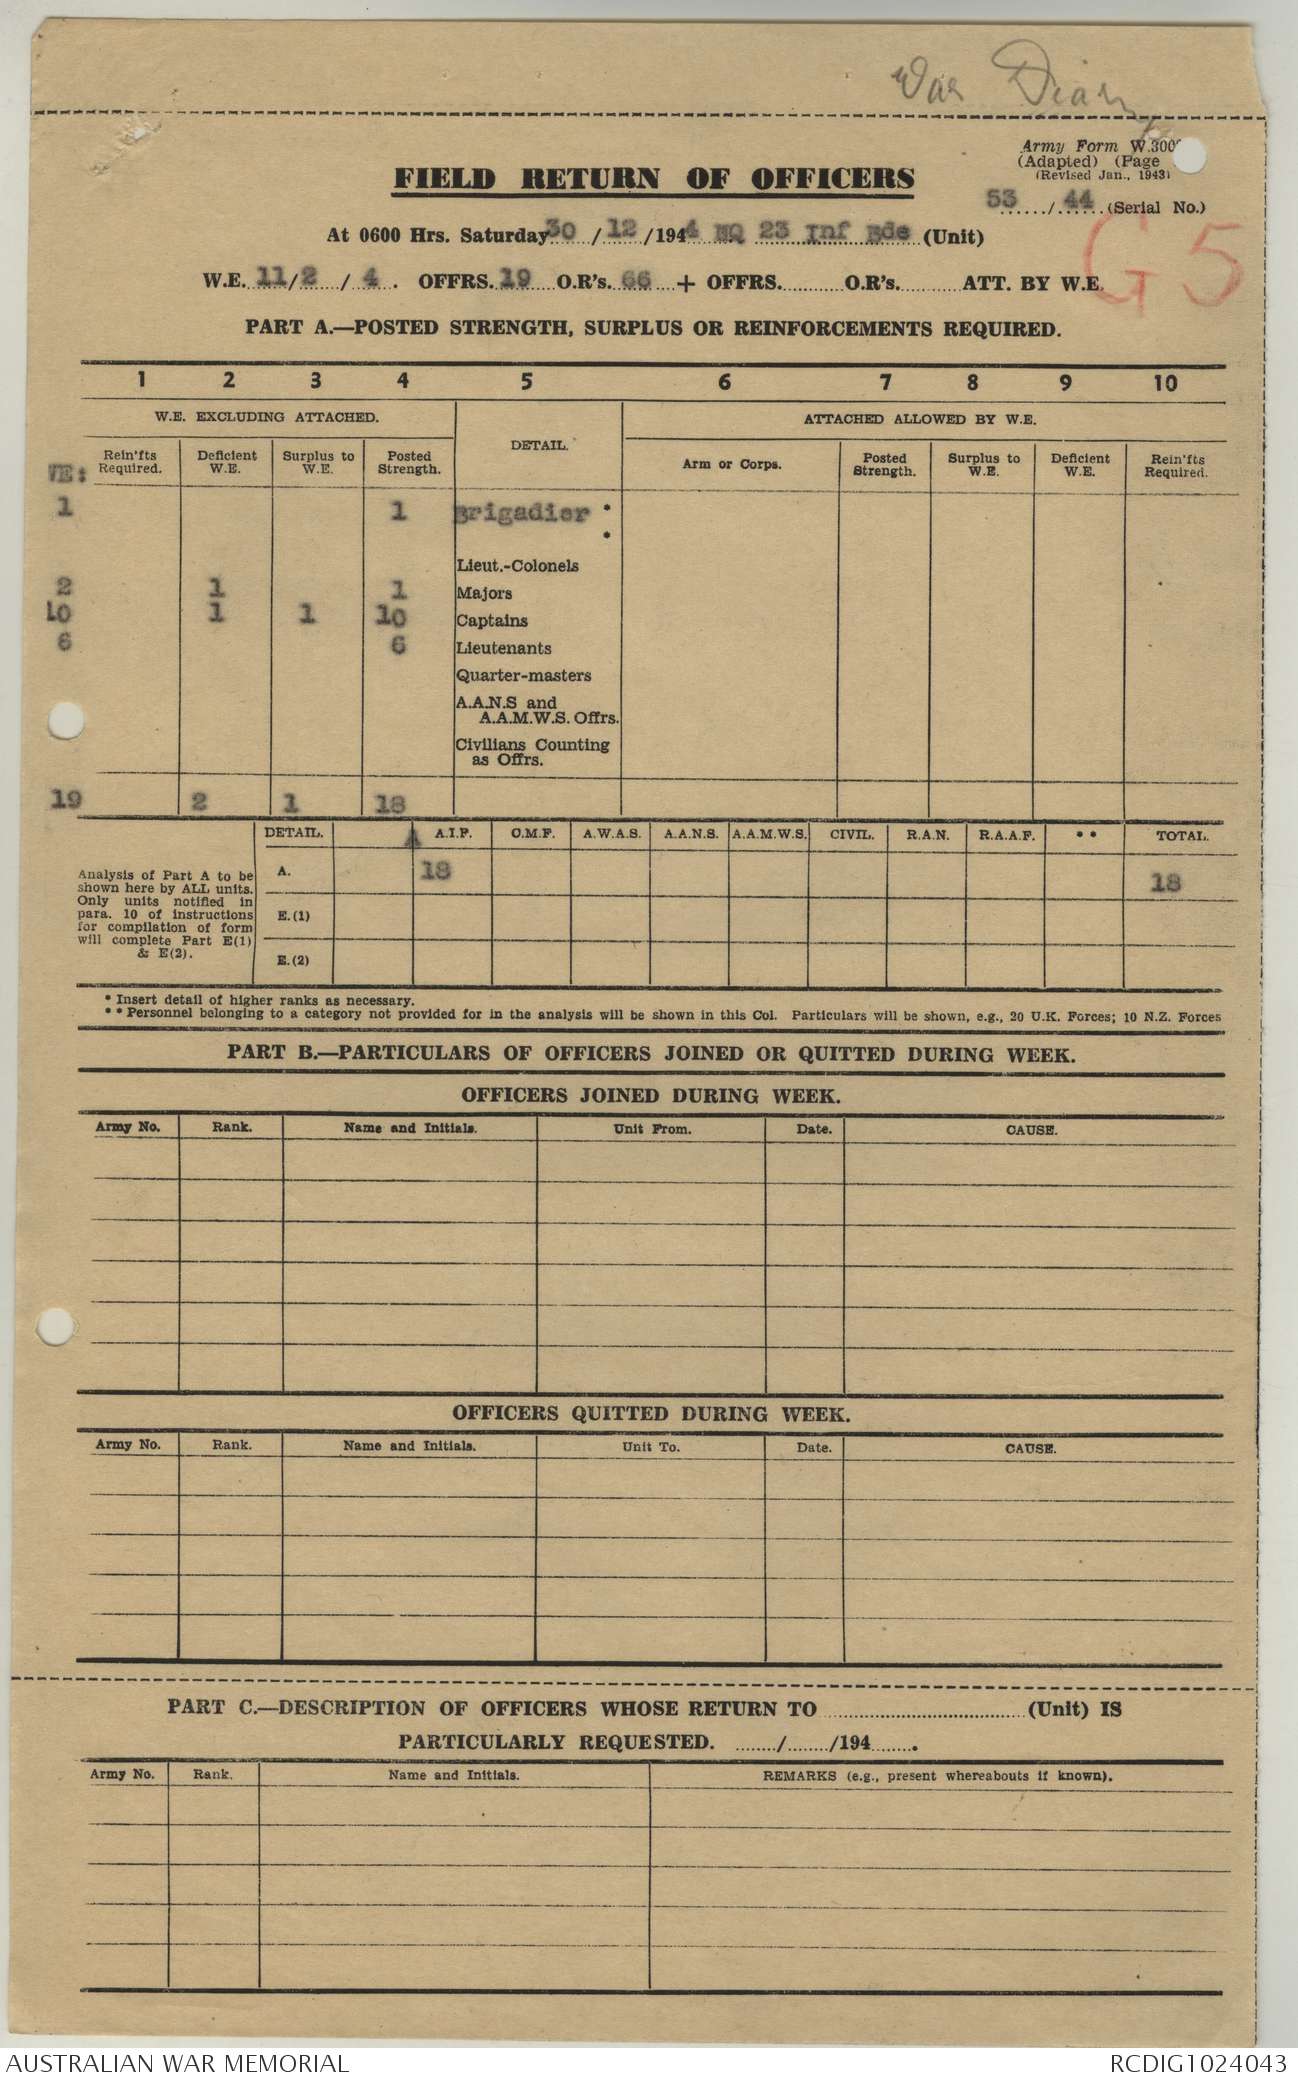 War Diary
Army Form W.300
(Adapted) (Page
(Revised Jan., 1943)
FIELD RETURN OF OFFICERS
53 / 44 (Serial No.)
At 0600 Hrs. Saturday 30 / 12 /1944 HQ 23 Inf Bde (Unit)
G 5
W.E. 11/2 / 4 . OFFRS. 19 O.R's. 66 + OFFRS. O.R's. ATT. BY W.E.
PART A.—POSTED STRENGTH, SURPLUS OR REINFORCEMENTS REQUIRED.
1 2 3 4 5 6 7 8 9 10
W.E. EXCLUDING ATTACHED. DETAIL. ATTACHED ALLOWED BY W.E.
WE: Rein'fts Required. Deficient W.E. Surplus to W.E. Posted Strength. Arm or Corps. Posted Strength. Surplus to W.E. Deficient W.E. Rein'fts Required.
1 1 Brigadier *
*
Lieut.-Colonels
2 1 1 Majors
10 1 1 10 Captains
6 6 Lieutenants
Quarter-masters
A.A.N.S and
A.A.M.W.S. Offrs.
Civilians Counting
as Offrs.
19 2 1 18
DETAIL. A A.I.F. C.M.F. A.W.A.S. A.A.N.S. A.A.M.W.S. CIVIL. R.A.N. R.A.A.F. * * TOTAL.
Analysis of Part A to be
shown here by ALL units.
Only units notified in
para. 10 of instructions
for compilation of form
will complete Part E(1)
& E(2).
A. 18 18
E.(1)
E.(2)
* Insert detail of higher ranks as necessary.
* * Personnel belonging to a category not provided for in the analysis will be shown in this Col. Particulars will be shown, e.g., 20 U.K. Forces; 10 N.Z. Forces
PART B.—PARTICULARS OF OFFICERS JOINED OR QUITTED DURING WEEK.
OFFICERS JOINED DURING WEEK.
Army No. Rank. Name and Initials. Unit From. Date. CAUSE.
OFFICERS QUITTED DURING WEEK.
Army No. Rank. Name and Initials. Unit To. Date. CAUSE.
PART C.—DESCRIPTION OF OFFICERS WHOSE RETURN TO (Unit) IS
PARTICULARLY REQUESTED. / /194 .
Army No. Rank. Name and Initials. REMARKS (e.g., present whereabouts if known).
AUSTRALIAN WAR MEMORIAL RCDIG1024043